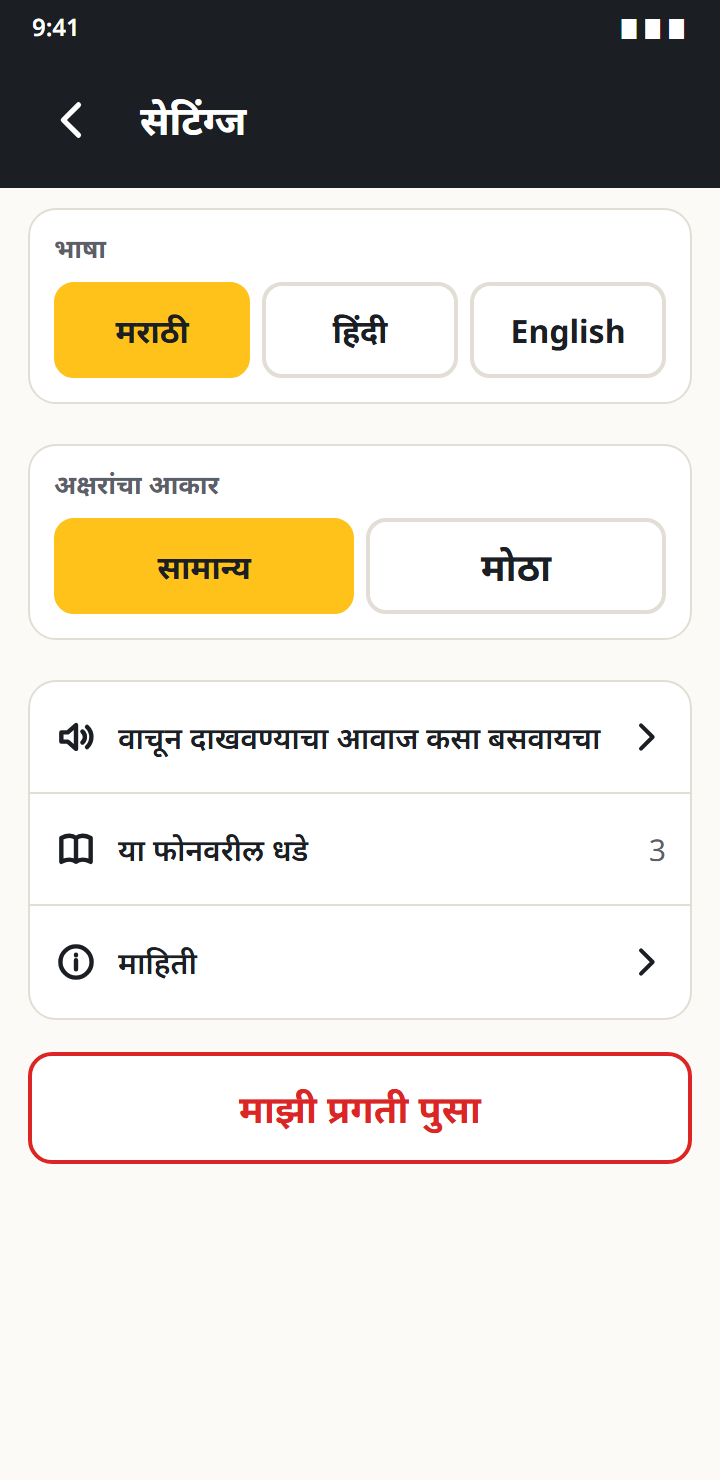 9:41
सेटिंग्ज
भाषा
मराठी
हिंदी
English
अक्षरांचा आकार
सामान्य
मोठा
वाचून दाखवण्याचा आवाज कसा बसवायचा
या फोनवरील धडे
3
माहिती
माझी प्रगती पुसा